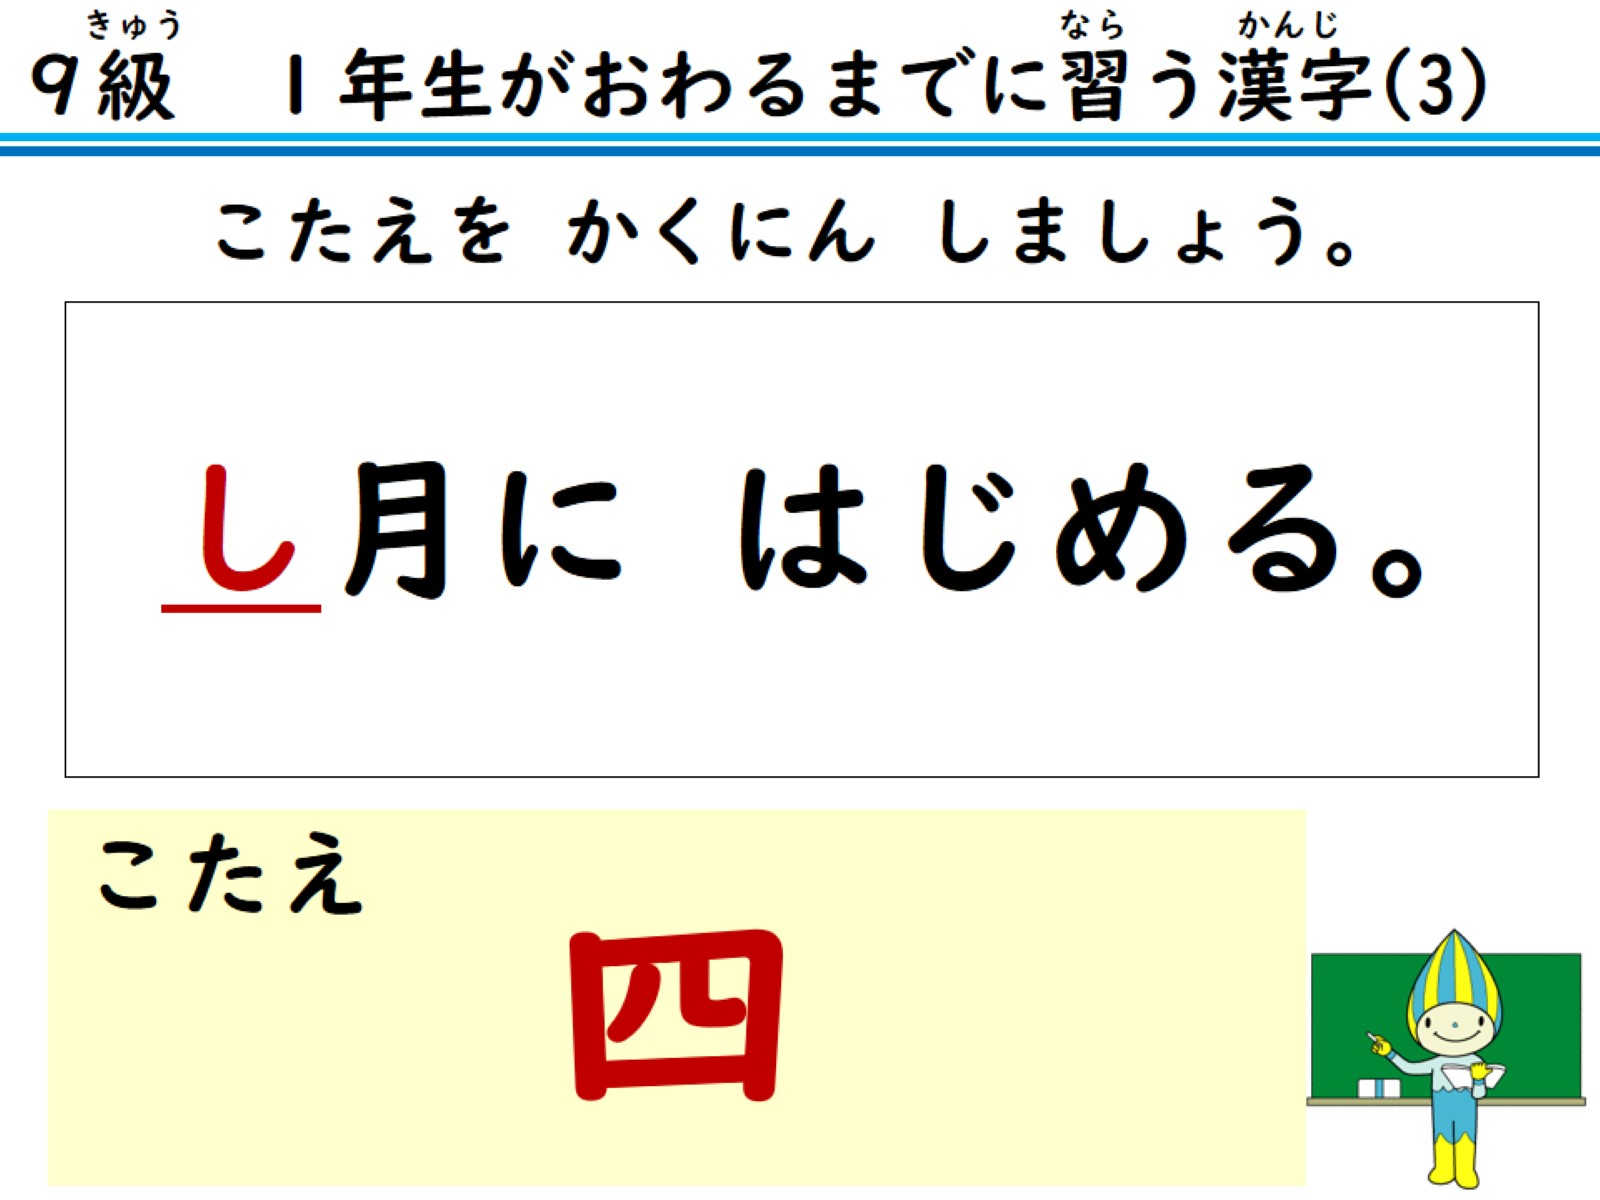 きゅう なら かんじ
9級 1年生がおわるまでに習う漢字(3)
こたえを かくにん しましょう。
し月に はじめる。
こたえ
四